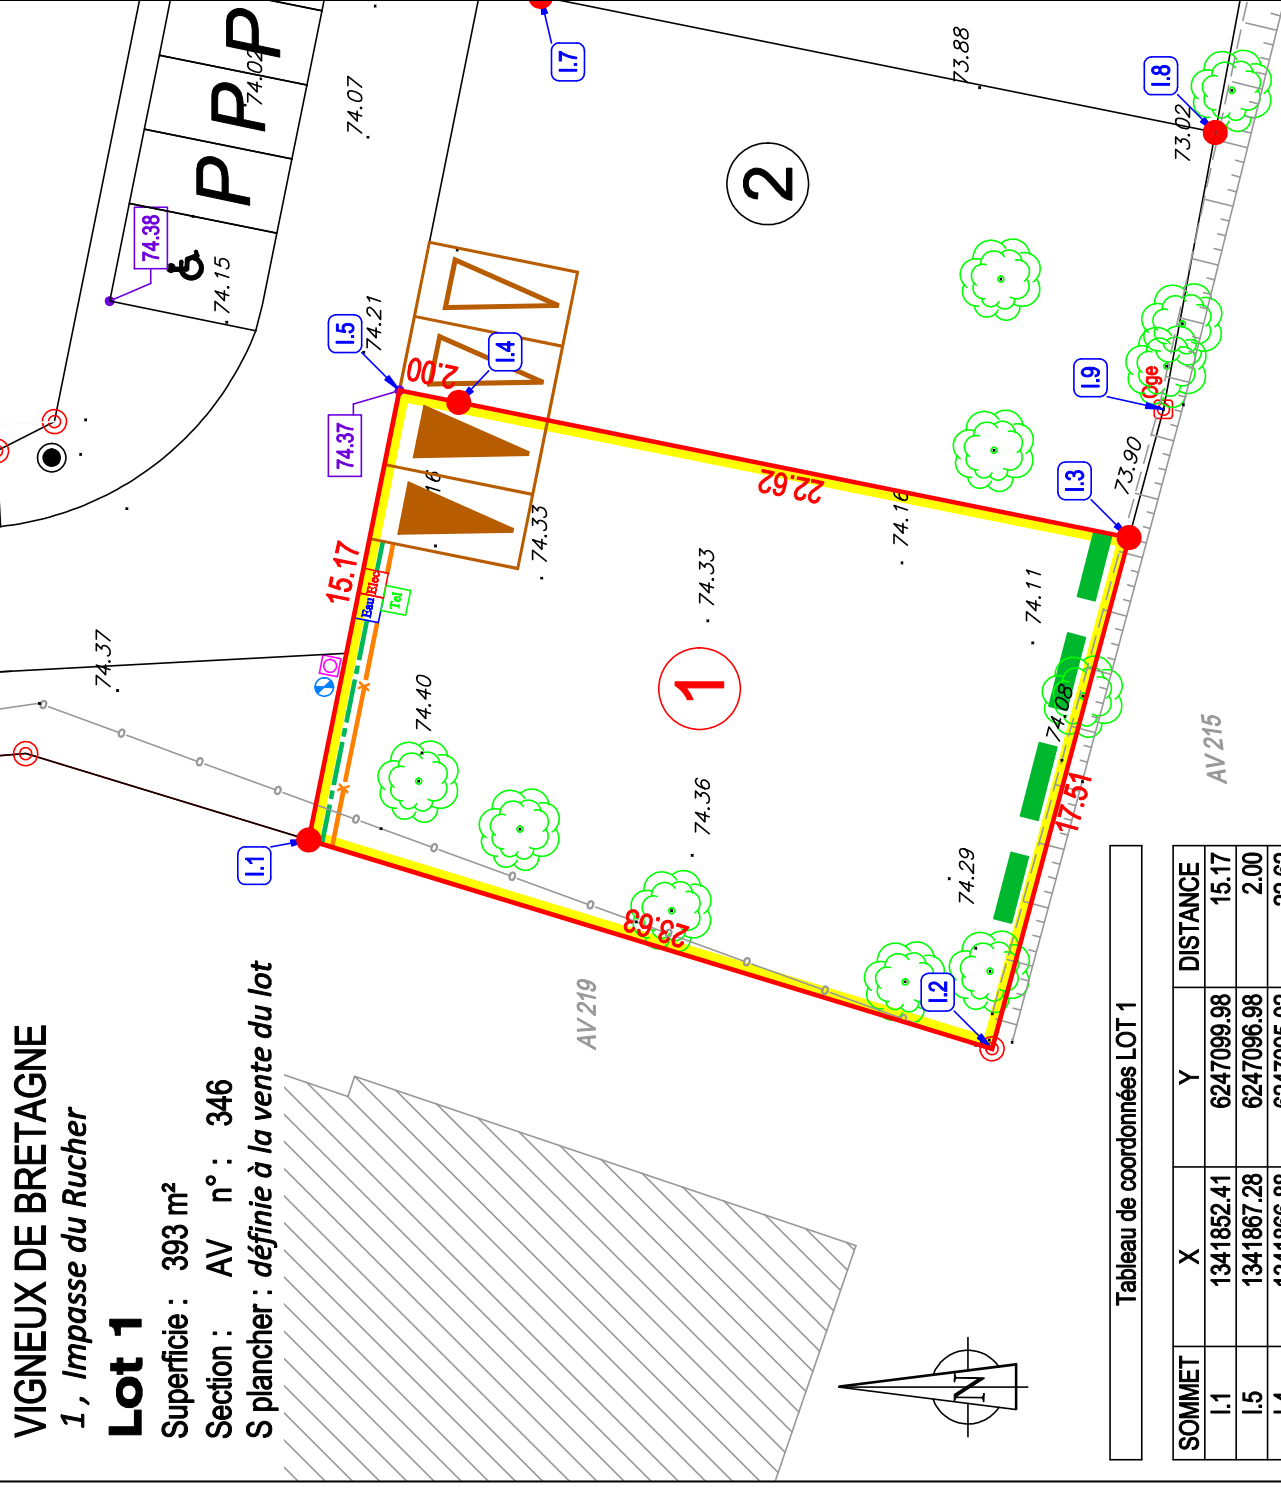 VIGNEUX DE BRETAGNE
1 , Impasse du Rucher
Lot 1
Superficie : 393 m²
Section : AV n° : 346
S plancher : définie à la vente du lot
P
P
P
74.02
74.07
74.38
74.15
74.21
74.37
74.37
I.5
I.4
I.7
I.8
I.9
I.3
I.1
I.2
2.00
15.17
22.62
17.51
23.63
73.88
73.02
73.90
Cge
2
1
16
74.33
74.33
74.16
74.11
74.08
74.40
74.36
74.29
Eau
Elec
Tel
AV 219
AV 215
N
Tableau de coordonnées LOT 1
SOMMET X Y DISTANCE
I.1 1341852.41 6247099.98 15.17
I.5 1341867.28 6247096.98 2.00